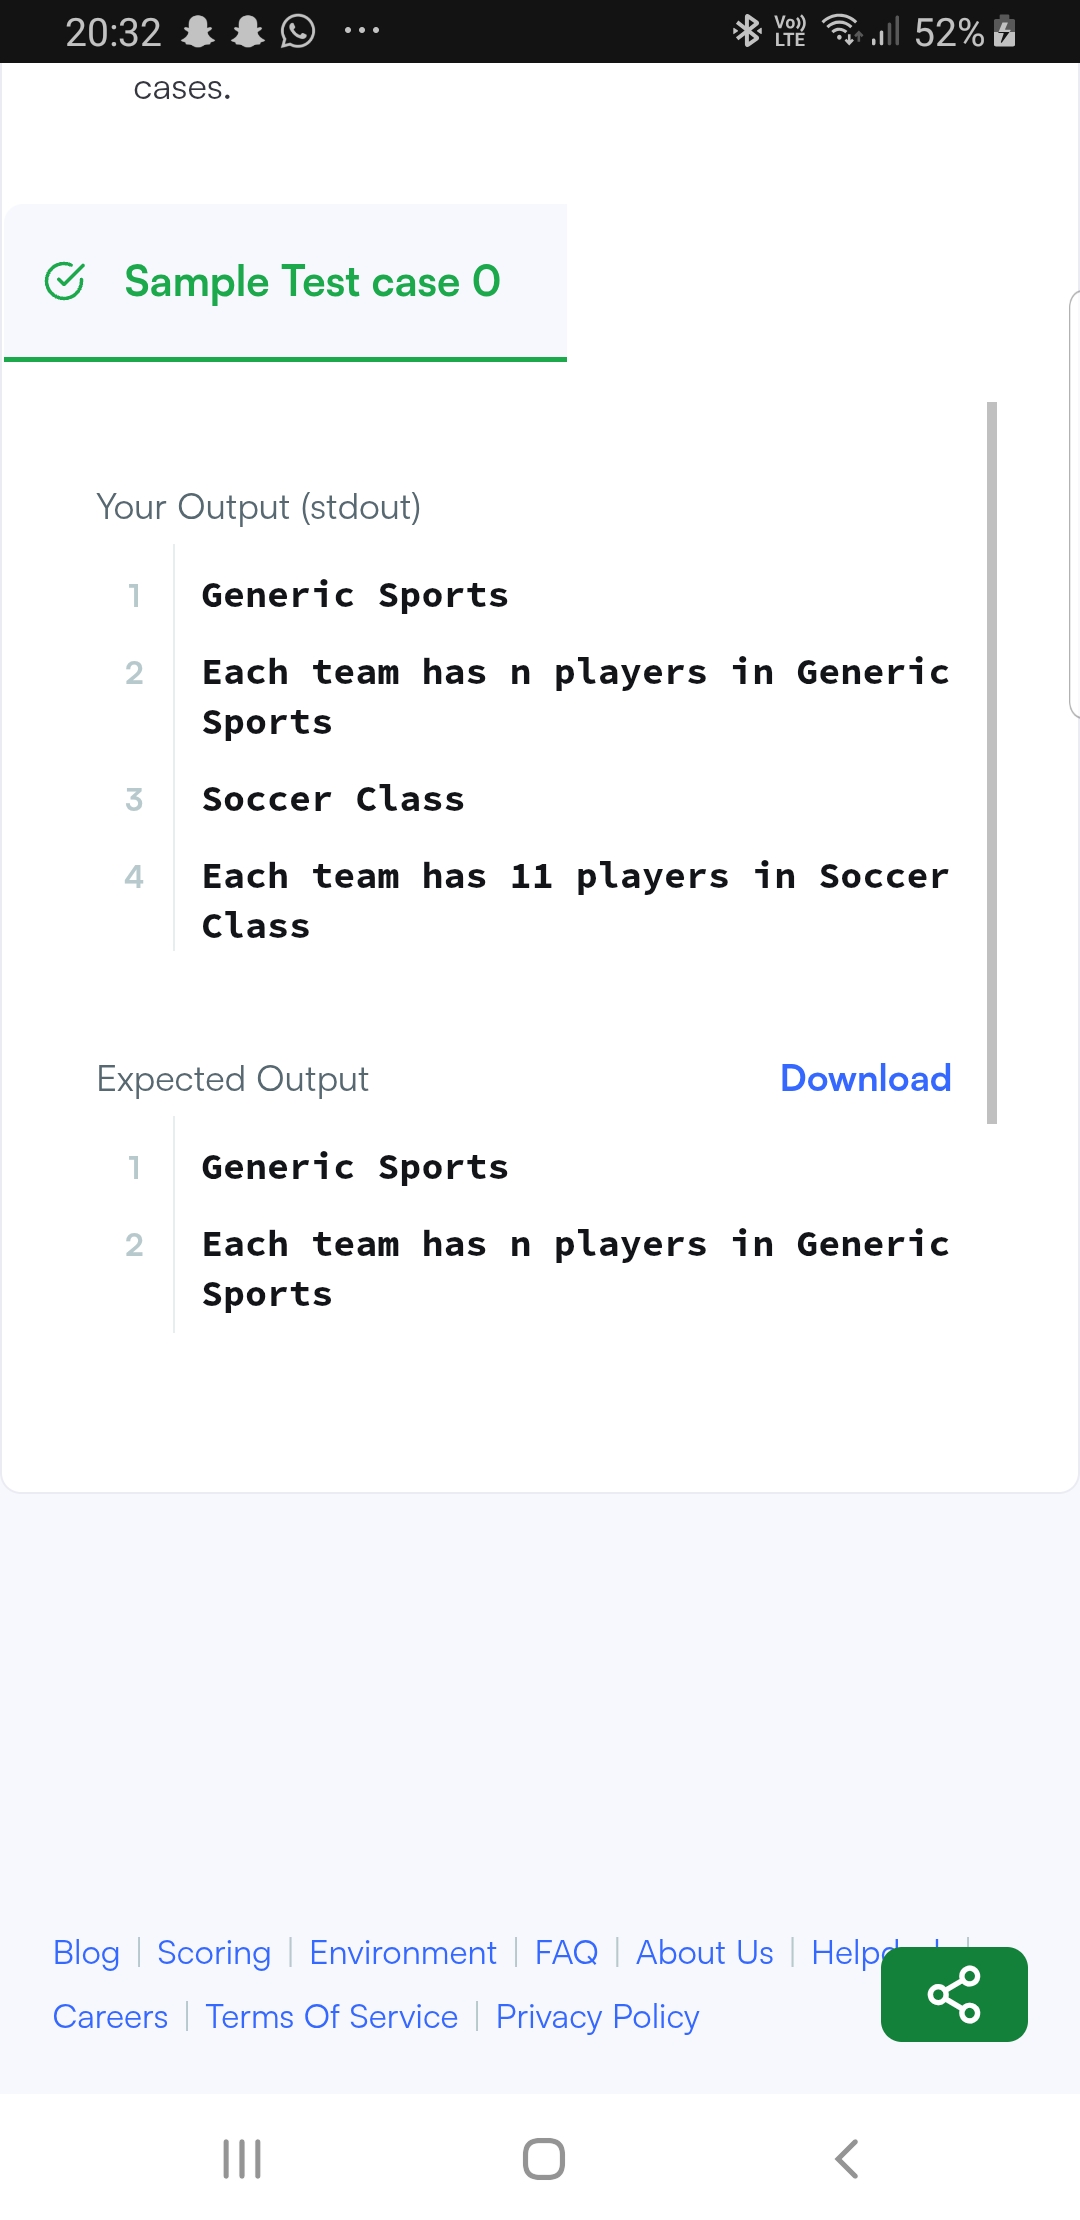 20:32 52%
Vo)) LTE
cases.
Sample Test case 0
Your Output (stdout)
1 Generic Sports
2 Each team has n players in Generic
Sports
3 Soccer Class
4 Each team has 11 players in Soccer
Class
Expected Output Download
1 Generic Sports
2 Each team has n players in Generic
Sports
Blog | Scoring | Environment | FAQ | About Us |
Careers | Terms Of Service | Privacy Policy